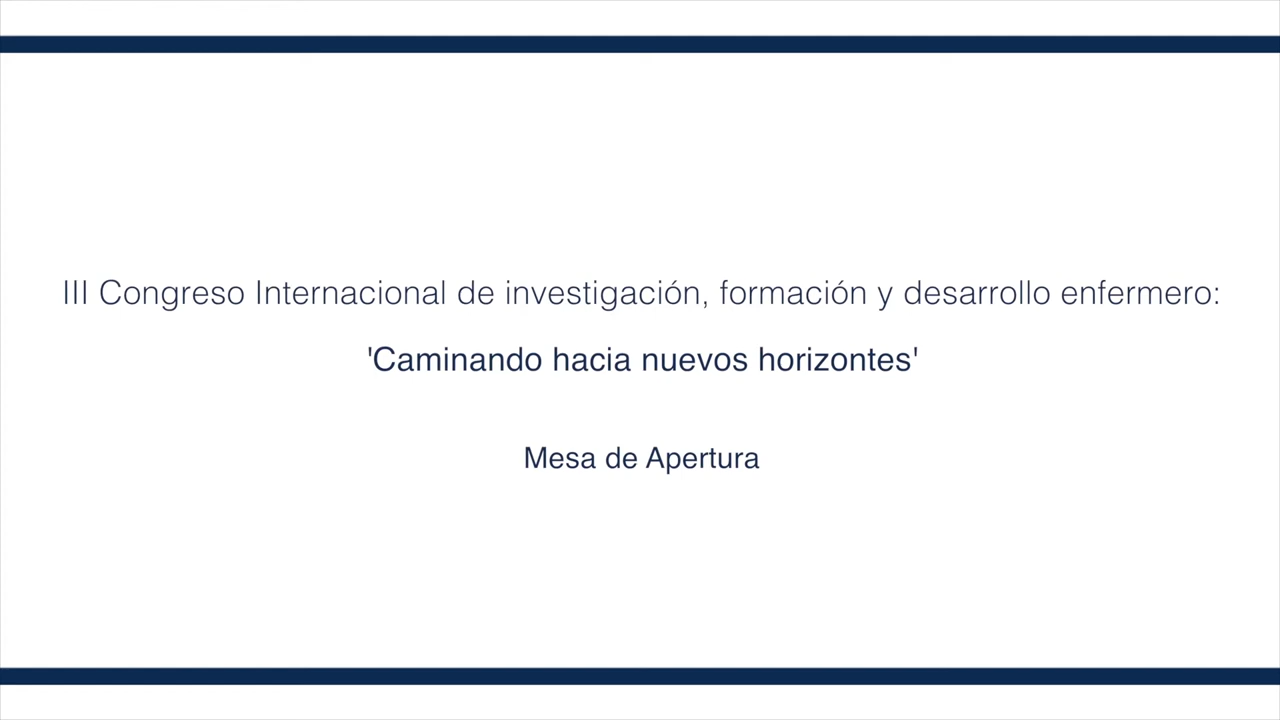 III Congreso Internacional de investigación, formación y desarrollo enfermero:
'Caminando hacia nuevos horizontes'
Mesa de Apertura